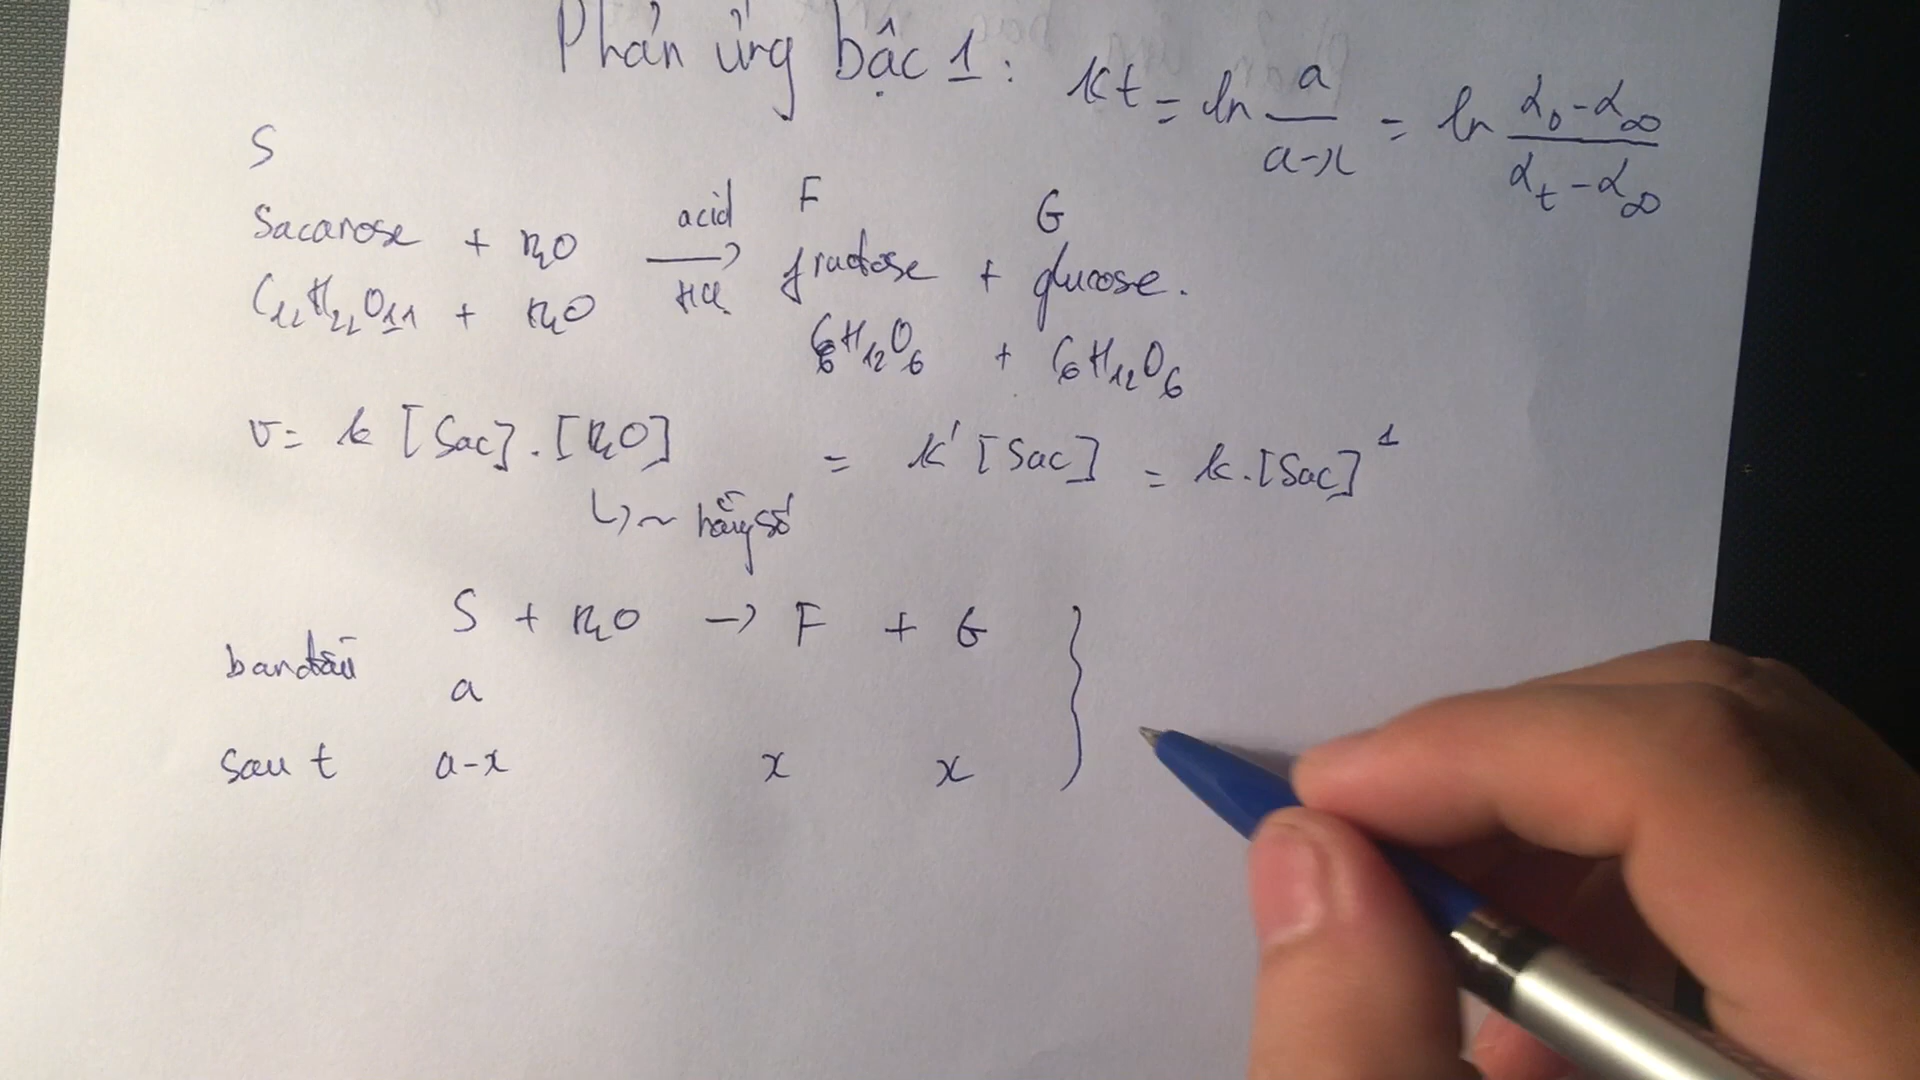 Phản ứng bậc 1: kt = ln a/(a-x) = ln (α₀-α∞)/(αt-α∞)
S F G
Sacarose + H₂O acid → HCl fructose + glucose.
C₁₂H₂₂O₁₁ + H₂O C₆H₁₂O₆ + C₆H₁₂O₆
v = k [Sac].[H₂O] = k' [Sac] = k.[Sac]¹
↳ ~ hằng số
S + H₂O → F + G }
ban đầu a
sau t a-x x x